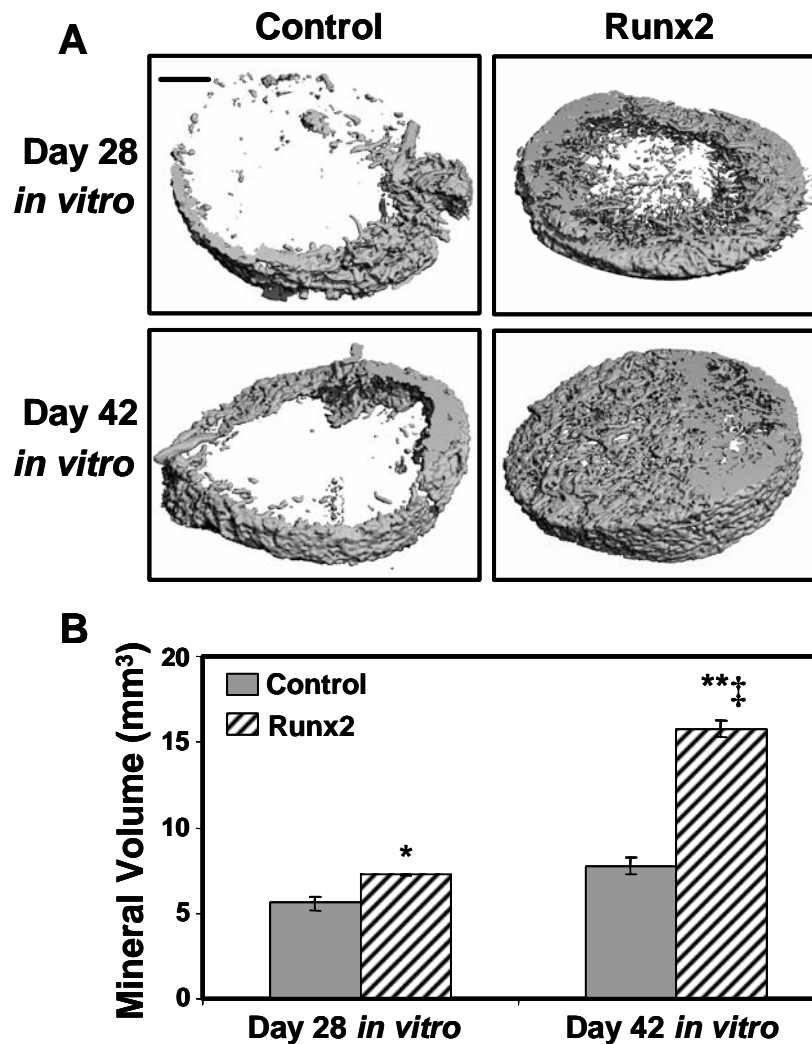 A
Control
Runx2
Day 28
in vitro
Day 42
in vitro
B
Mineral Volume (mm³)
20
15
10
5
0
Control
Runx2
*
**‡
Day 28 in vitro
Day 42 in vitro